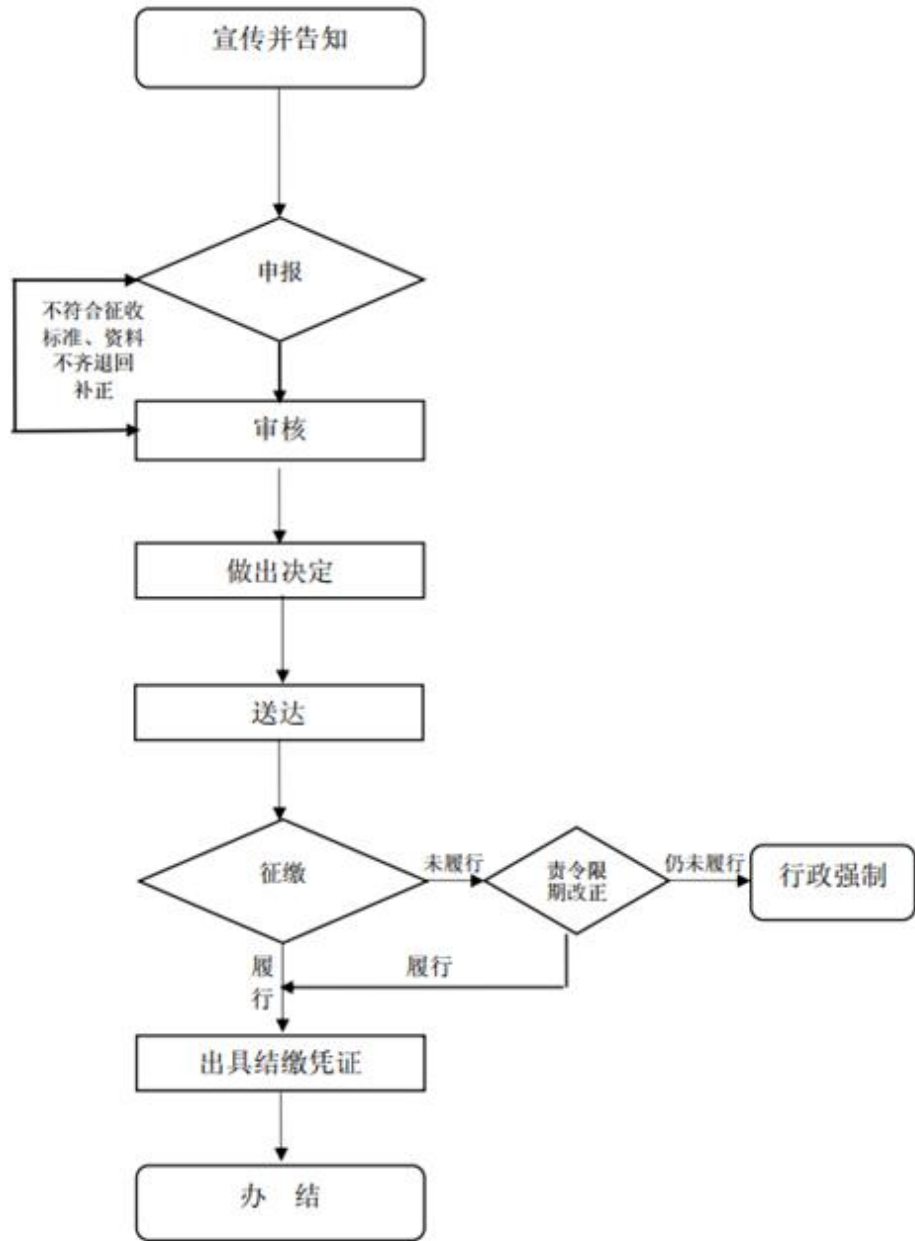 宣传并告知
申报
不符合征收
标准、资料
不齐退回
补正
审核
做出决定
送达
征缴
未履行
责令限
期改正
仍未履行
行政强制
履
行
履行
出具结缴凭证
办 结